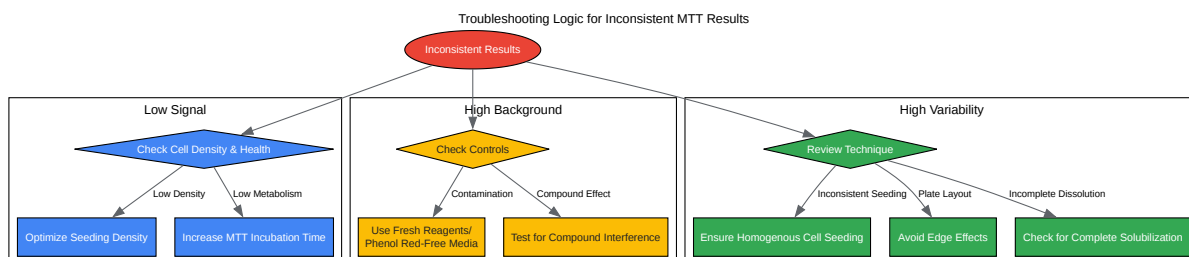 Troubleshooting Logic for Inconsistent MTT Results
Inconsistent Results
Low Signal
High Background
High Variability
Check Cell Density & Health
Check Controls
Review Technique
Low Density
Low Metabolism
Contamination
Compound Effect
Inconsistent Seeding
Plate Layout
Incomplete Dissolution
Optimize Seeding Density
Increase MTT Incubation Time
Use Fresh Reagents/
Phenol Red-Free Media
Test for Compound Interference
Ensure Homogenous Cell Seeding
Avoid Edge Effects
Check for Complete Solubilization